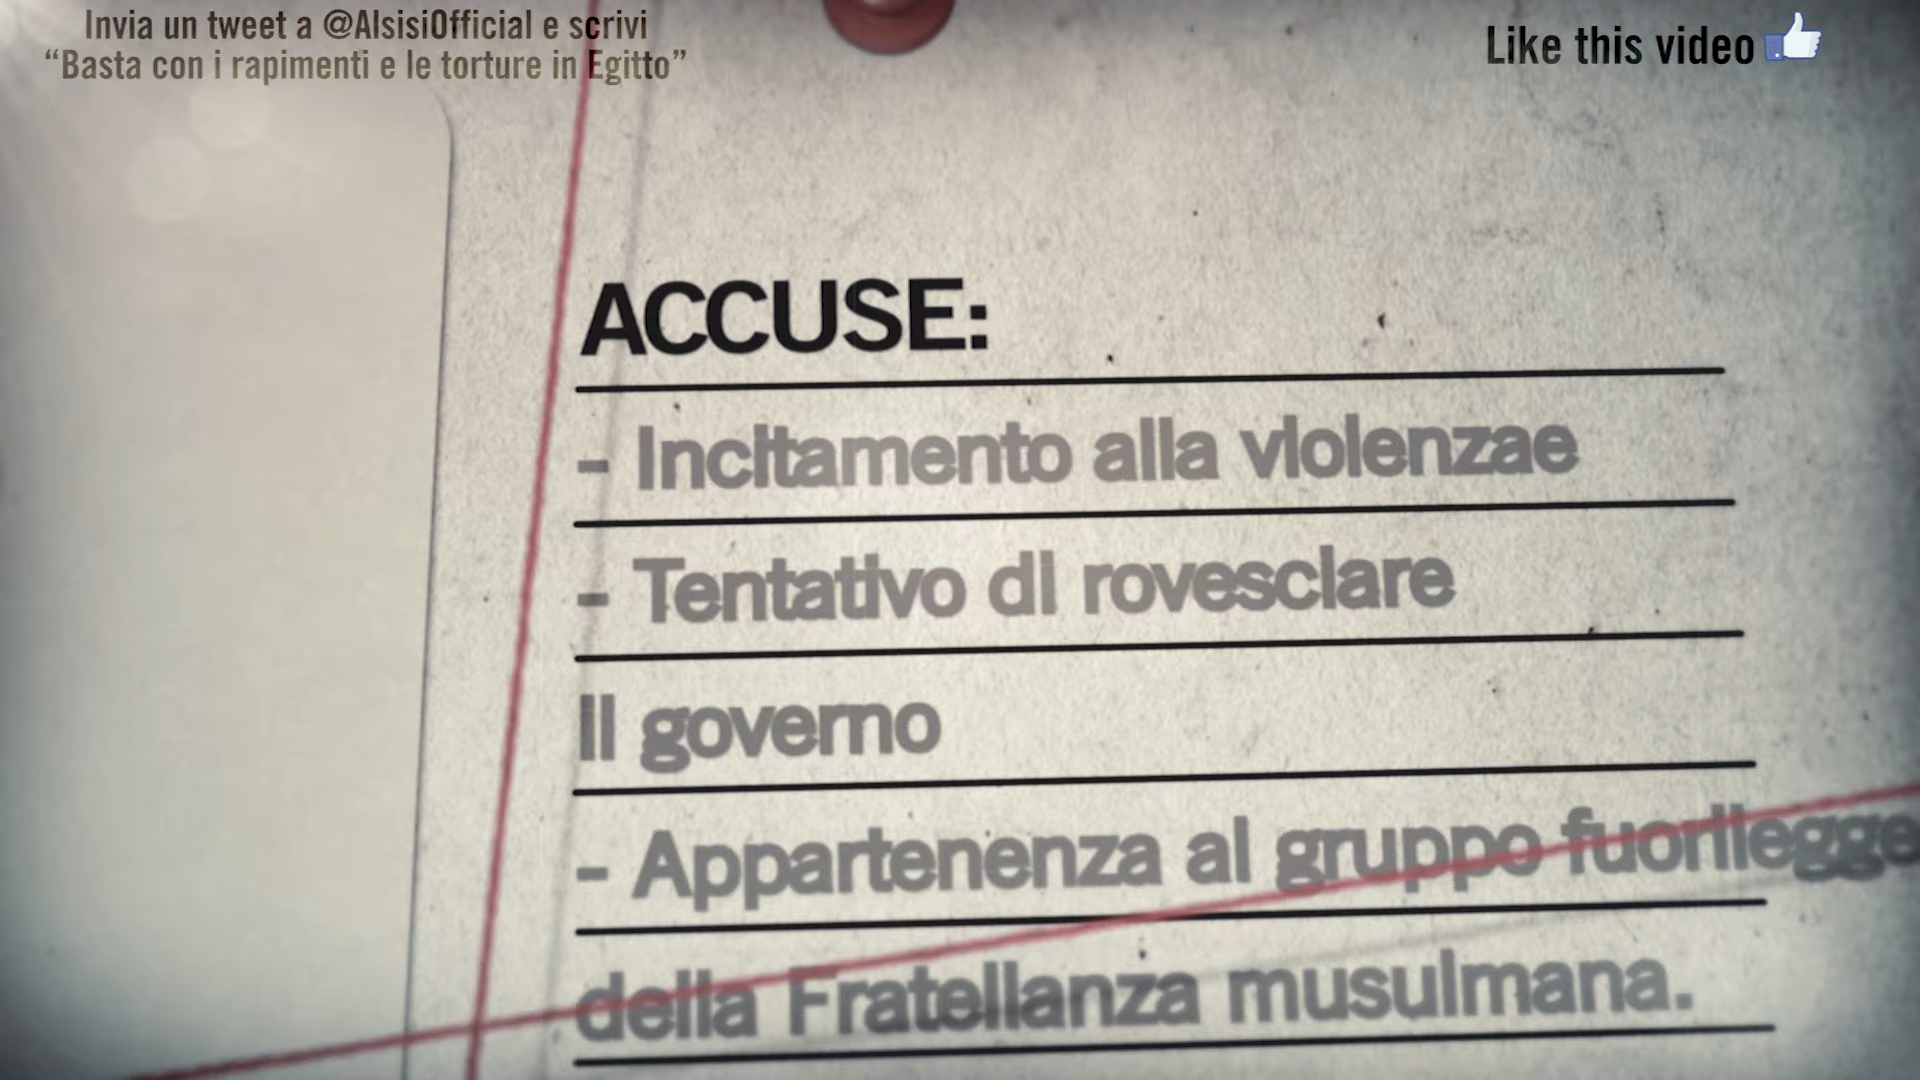 Invia un tweet a @AlsisiOfficial e scrivi
“Basta con i rapimenti e le torture in Egitto”
Like this video
ACCUSE:
- Incitamento alla violenzae
- Tentativo di rovesciare
Il governo
- Appartenenza al gruppo fuorilegge
della Fratellanza musulmana.